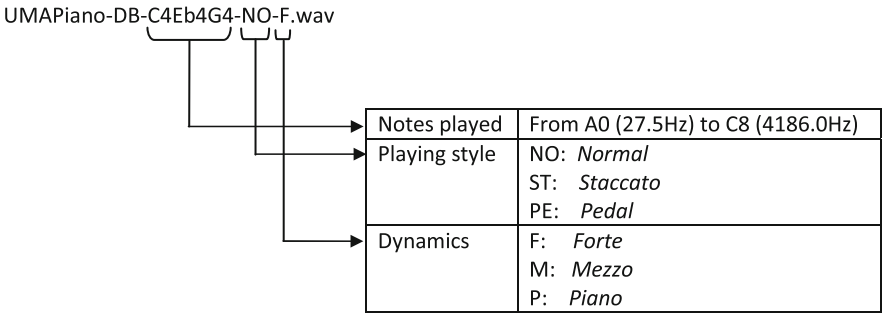 UMAPiano-DB-C4Eb4G4-NO-F.wav
Notes played From A0 (27.5Hz) to C8 (4186.0Hz)
Playing style NO: Normal
ST: Staccato
PE: Pedal
Dynamics F: Forte
M: Mezzo
P: Piano